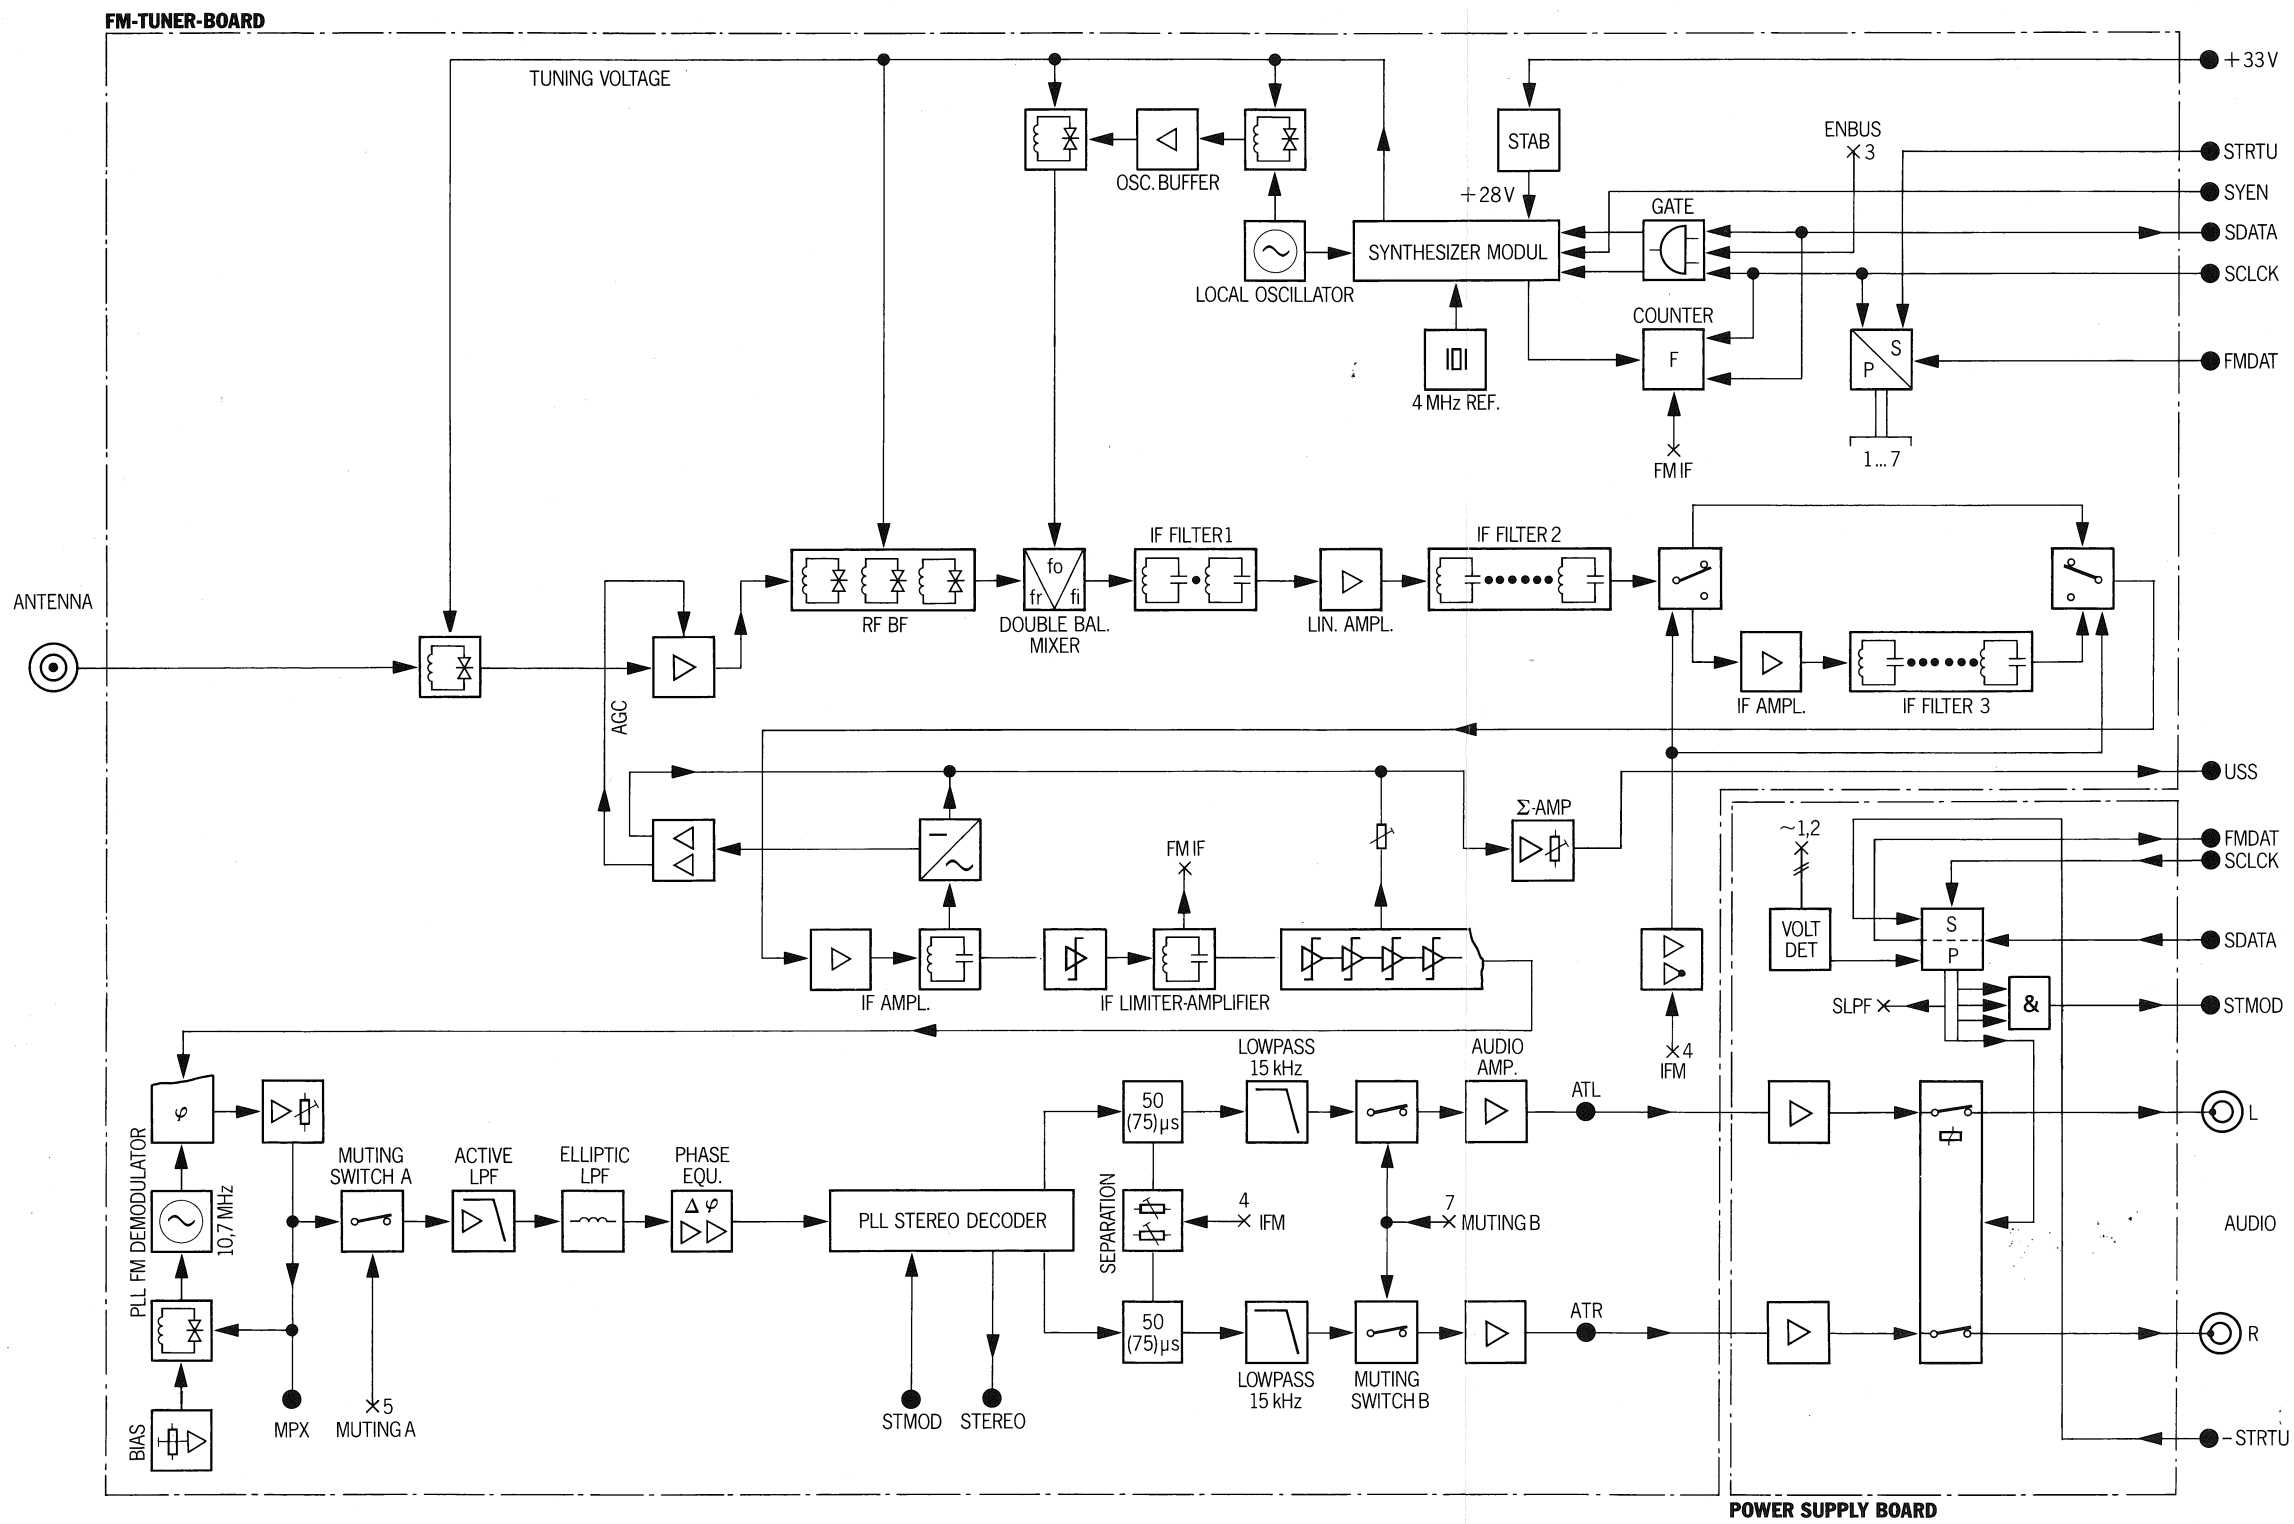 FM-TUNER-BOARD
TUNING VOLTAGE
+33V
STAB
ENBUS
3
STRTU
OSC. BUFFER
+28V
SYEN
GATE
SDATA
SYNTHESIZER MODUL
SCLCK
LOCAL OSCILLATOR
COUNTER
F
S
P
FMDAT
4 MHz REF.
FM IF
1...7
IF FILTER 1
IF FILTER 2
ANTENNA
fo
fr
fi
RF BF
DOUBLE BAL.
MIXER
LIN. AMPL.
IF AMPL.
IF FILTER 3
AGC
USS
Σ-AMP
~1,2
FMDAT
FM IF
SCLCK
VOLT
DET
S
P
SDATA
IF AMPL.
IF LIMITER-AMPLIFIER
SLPF
&
STMOD
4
IFM
LOWPASS
15 kHz
AUDIO
AMP.
ATL
φ
50
(75)µs
L
PLL FM DEMODULATOR
10,7 MHz
MUTING
SWITCH A
ACTIVE
LPF
ELLIPTIC
LPF
PHASE
EQU.
Δ φ
PLL STEREO DECODER
SEPARATION
4
IFM
7
MUTING B
AUDIO
50
(75)µs
ATR
R
LOWPASS
15 kHz
MUTING
SWITCH B
BIAS
MPX
5
MUTING A
STMOD
STEREO
-STRTU
POWER SUPPLY BOARD